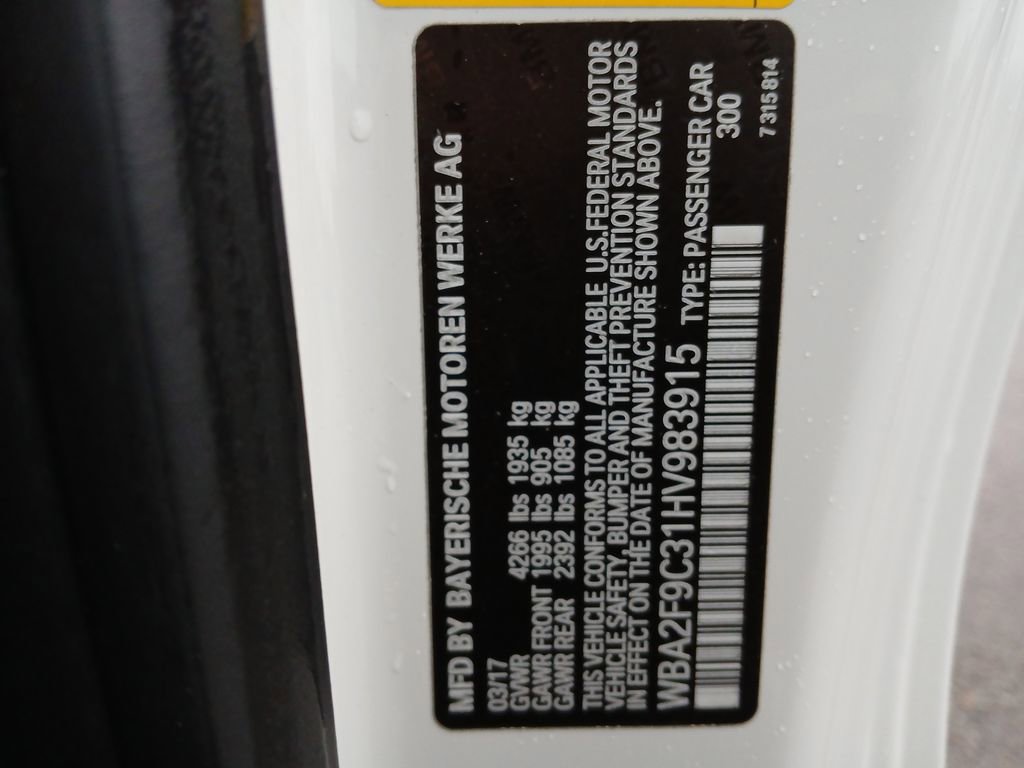 MFD BY BAYERISCHE MOTOREN WERKE AG
03/17
GVWR 4266 lbs 1935 kg
GAWR FRONT 1995 lbs 905 kg
GAWR REAR 2392 lbs 1085 kg
THIS VEHICLE CONFORMS TO ALL APPLICABLE U.S.FEDERAL MOTOR
VEHICLE SAFETY, BUMPER AND THEFT PREVENTION STANDARDS
IN EFFECT ON THE DATE OF MANUFACTURE SHOWN ABOVE.
WBA2F9C31HV983915 TYPE: PASSENGER CAR
300
7 315 814